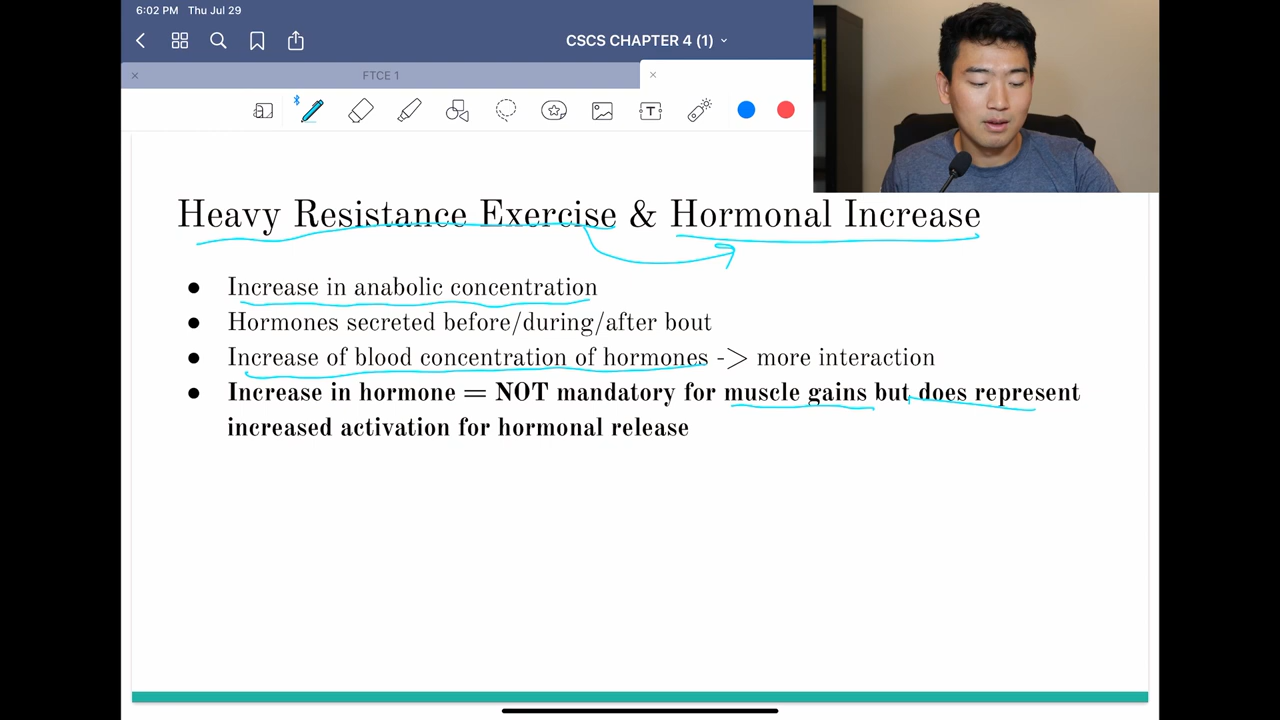 6:02 PM Thu Jul 29
CSCS CHAPTER 4 (1)
FTCE 1
T
Heavy Resistance Exercise & Hormonal Increase
● Increase in anabolic concentration
● Hormones secreted before/during/after bout
● Increase of blood concentration of hormones -> more interaction
● Increase in hormone = NOT mandatory for muscle gains but does represent
increased activation for hormonal release